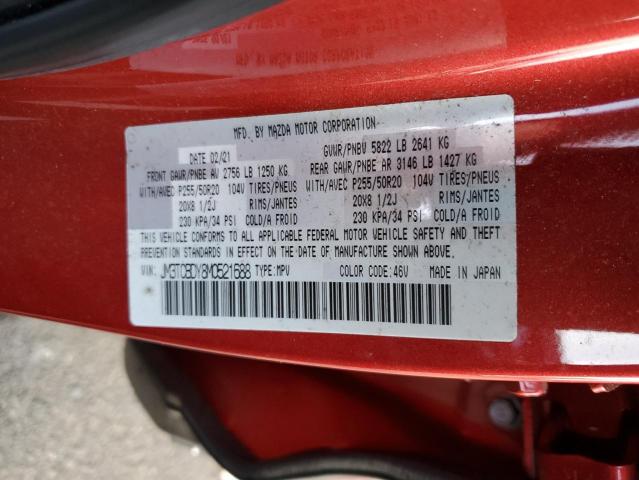 MFD. BY MAZDA MOTOR CORPORATION
DATE 02/21 GVWR/PNBV 5822 LB 2641 KG
FRONT GAWR/PNBE AV 2756 LB 1250 KG REAR GAWR/PNBE AR 3146 LB 1427 KG
WITH/AVEC P255/50R20 104V TIRES/PNEUS WITH/AVEC P255/50R20 104V TIRES/PNEUS
20X8 1/2J RIMS/JANTES 20X8 1/2J RIMS/JANTES
230 KPA/34 PSI COLD/A FROID 230 KPA/34 PSI COLD/A FROID
THIS VEHICLE CONFORMS TO ALL APPLICABLE FEDERAL MOTOR VEHICLE SAFETY AND THEFT
PREVENTION STANDARDS IN EFFECT ON THE DATE OF MANUFACTURE SHOWN ABOVE.
VIN: JM3TCBDY8M0521688 TYPE: MPV COLOR CODE: 46V MADE IN JAPAN